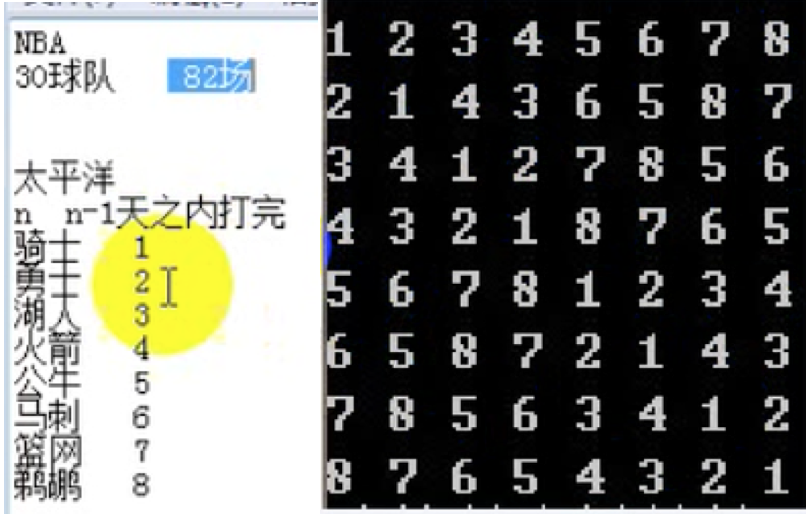 NBA
30球队 82场
太平洋
n n-1天之内打完
骑士 1
勇士 2
湖人 3
火箭 4
公牛 5
马刺 6
篮网 7
鹈鹕 8
1 2 3 4 5 6 7 8
2 1 4 3 6 5 8 7
3 4 1 2 7 8 5 6
4 3 2 1 8 7 6 5
5 6 7 8 1 2 3 4
6 5 8 7 2 1 4 3
7 8 5 6 3 4 1 2
8 7 6 5 4 3 2 1